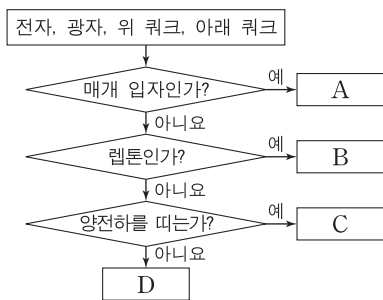 전자, 광자, 위 쿼크, 아래 쿼크
매개 입자인가?
예
A
아니요
렙톤인가?
예
B
아니요
양전하를 띠는가?
예
C
아니요
D